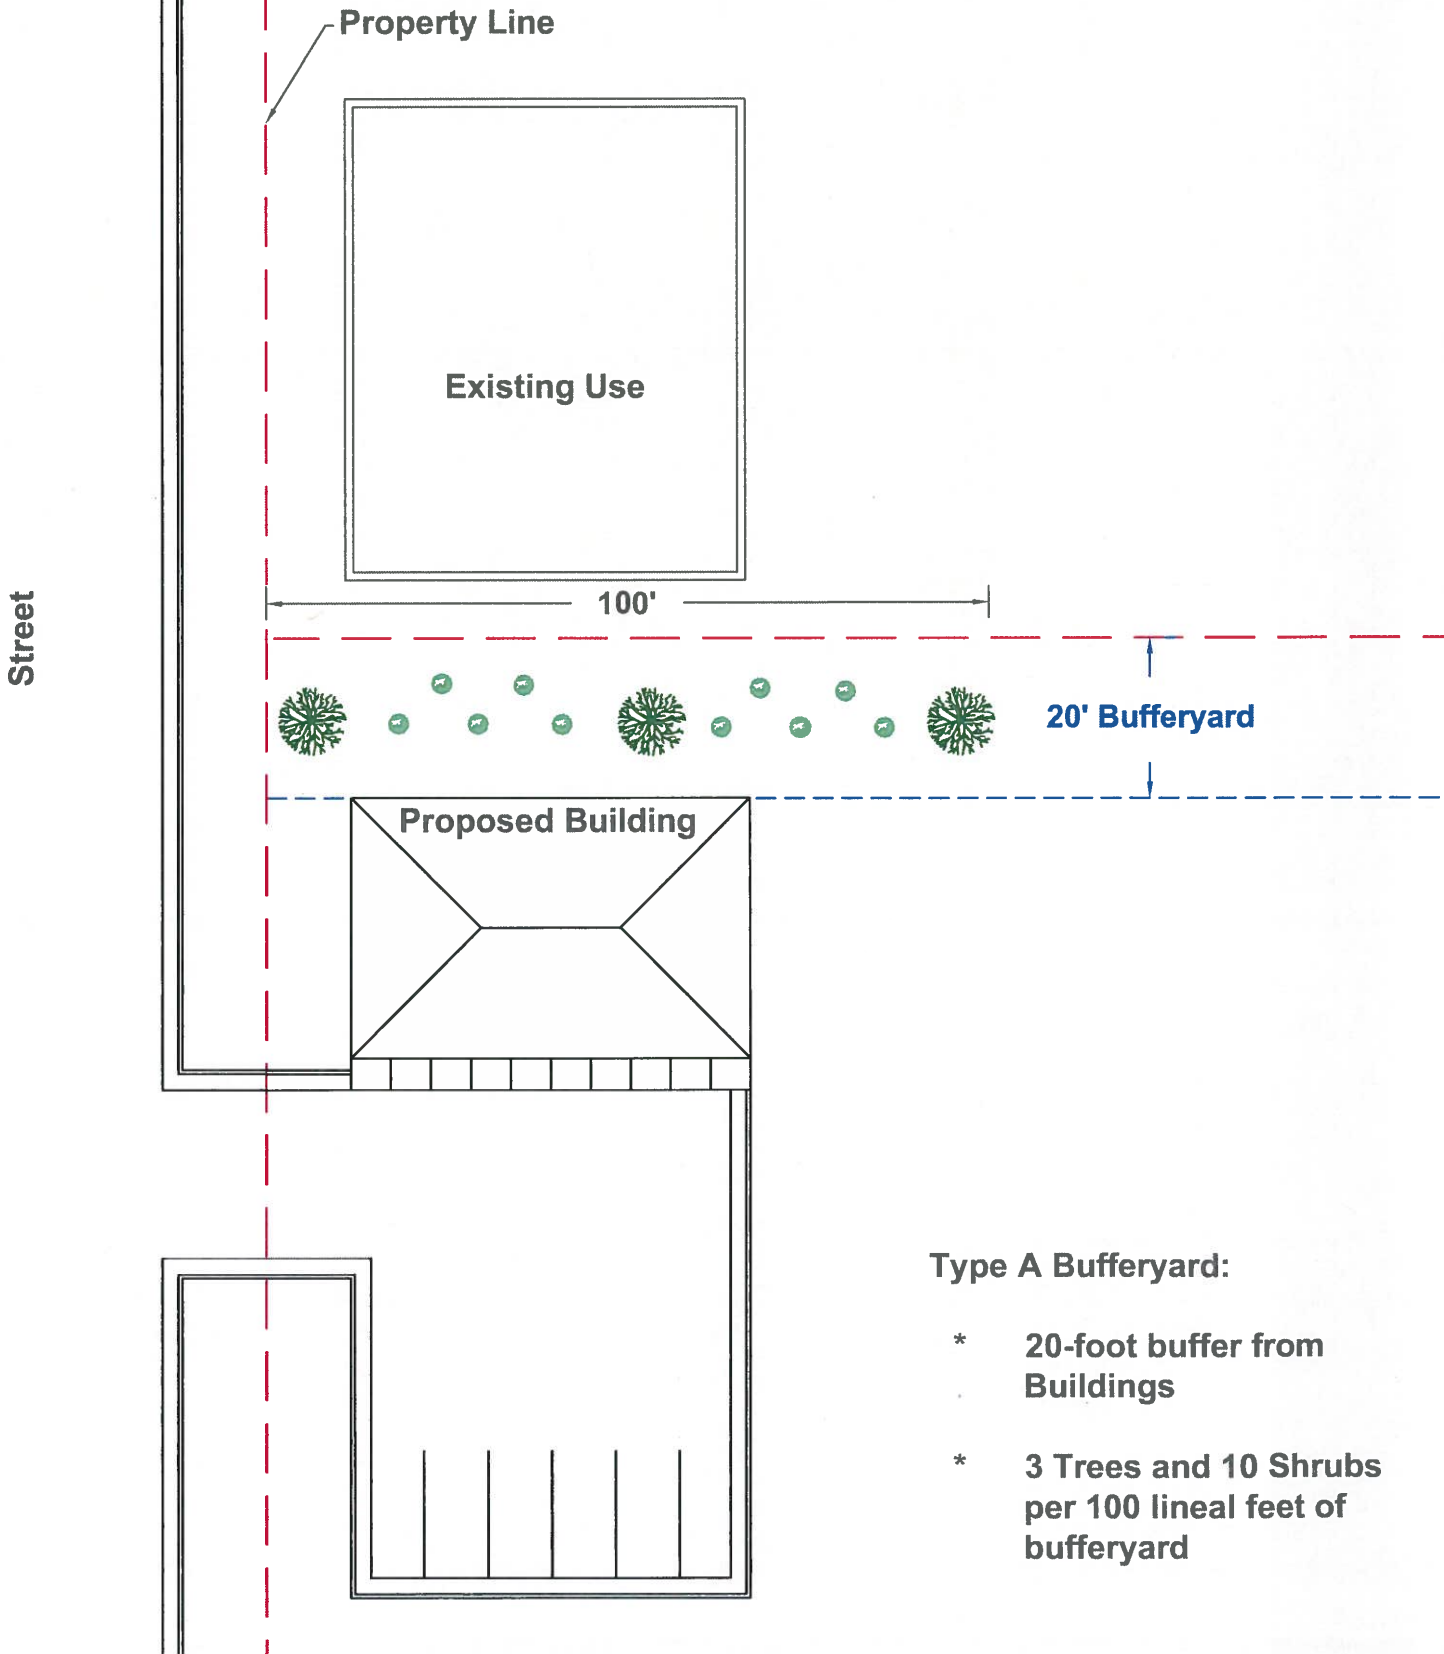 Property Line
Existing Use
100'
Street
20' Bufferyard
Proposed Building
Type A Bufferyard:
* 20-foot buffer from
Buildings
* 3 Trees and 10 Shrubs
per 100 lineal feet of
bufferyard